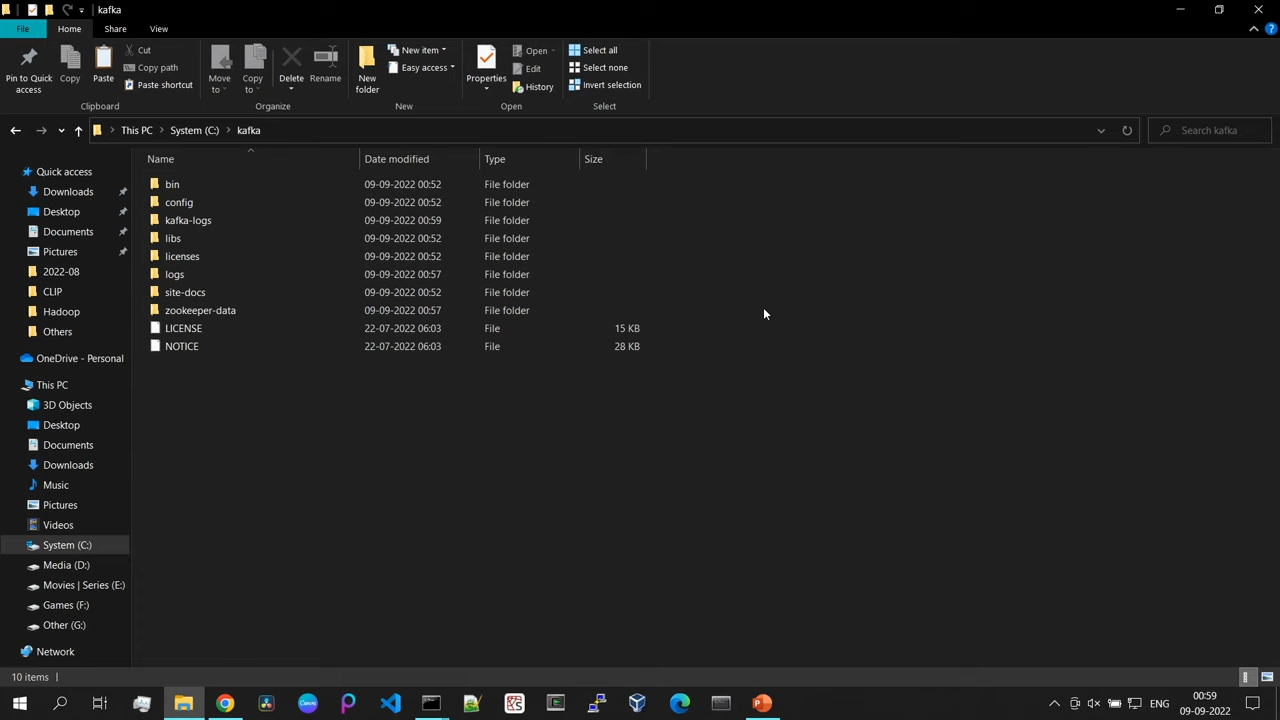 kafka
File Home Share View
Pin to Quick access
Copy
Paste
Cut
Copy path
Paste shortcut
Clipboard
Move to
Copy to
Delete
Rename
Organize
New folder
New item
Easy access
New
Properties
Open
Edit
History
Open
Select all
Select none
Invert selection
Select
This PC > System (C:) > kafka
Search kafka
Name Date modified Type Size
bin 09-09-2022 00:52 File folder
config 09-09-2022 00:52 File folder
kafka-logs 09-09-2022 00:59 File folder
libs 09-09-2022 00:52 File folder
licenses 09-09-2022 00:52 File folder
logs 09-09-2022 00:57 File folder
site-docs 09-09-2022 00:52 File folder
zookeeper-data 09-09-2022 00:57 File folder
LICENSE 22-07-2022 06:03 File 15 KB
NOTICE 22-07-2022 06:03 File 28 KB
Quick access
Downloads
Desktop
Documents
Pictures
2022-08
CLIP
Hadoop
Others
OneDrive - Personal
This PC
3D Objects
Desktop
Documents
Downloads
Music
Pictures
Videos
System (C:)
Media (D:)
Movies | Series (E:)
Games (F:)
Other (G:)
Network
10 items
ENG
00:59
09-09-2022